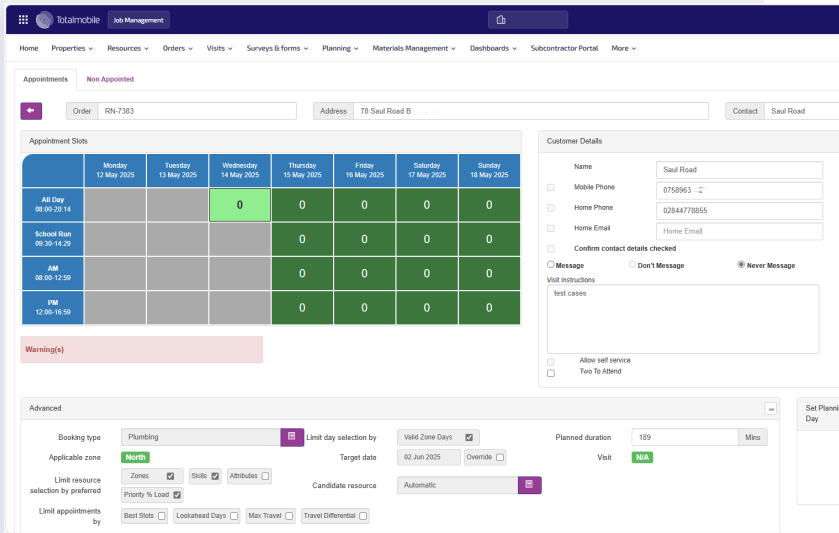 Totalmobile Job Management
Home Properties Resources Orders Visits Surveys & forms Planning Materials Management Dashboards Subcontractor Portal More
Appointments Non Appointed
Order RN-7383 Address 78 Saul Road B Contact Saul Road
Appointment Slots
Monday Tuesday Wednesday Thursday Friday Saturday Sunday
12 May 2025 13 May 2025 14 May 2025 15 May 2025 16 May 2025 17 May 2025 18 May 2025
All Day
08:00-20:14
0 0 0 0 0
School Run
09:30-14:29
0 0 0 0
AM
08:00-12:59
0 0 0 0
PM
12:00-16:59
0 0 0 0
Warning(s)
Customer Details
Name Saul Road
Mobile Phone 0758963
Home Phone 02844778855
Home Email Home Email
Confirm contact details checked
Message Don't Message Never Message
Visit Instructions
test cases
Allow self service
Two To Attend
Advanced
Booking type Plumbing Limit day selection by Valid Zone Days Planned duration 189 Mins
Applicable zone North Target date 02 Jun 2025 Override Visit N/A
Limit resource
selection by preferred
Zones Skills Attributes
Priority % Load
Candidate resource Automatic
Limit appointments
by
Best Slots Lookahead Days Max Travel Travel Differential
Set Planni
Day